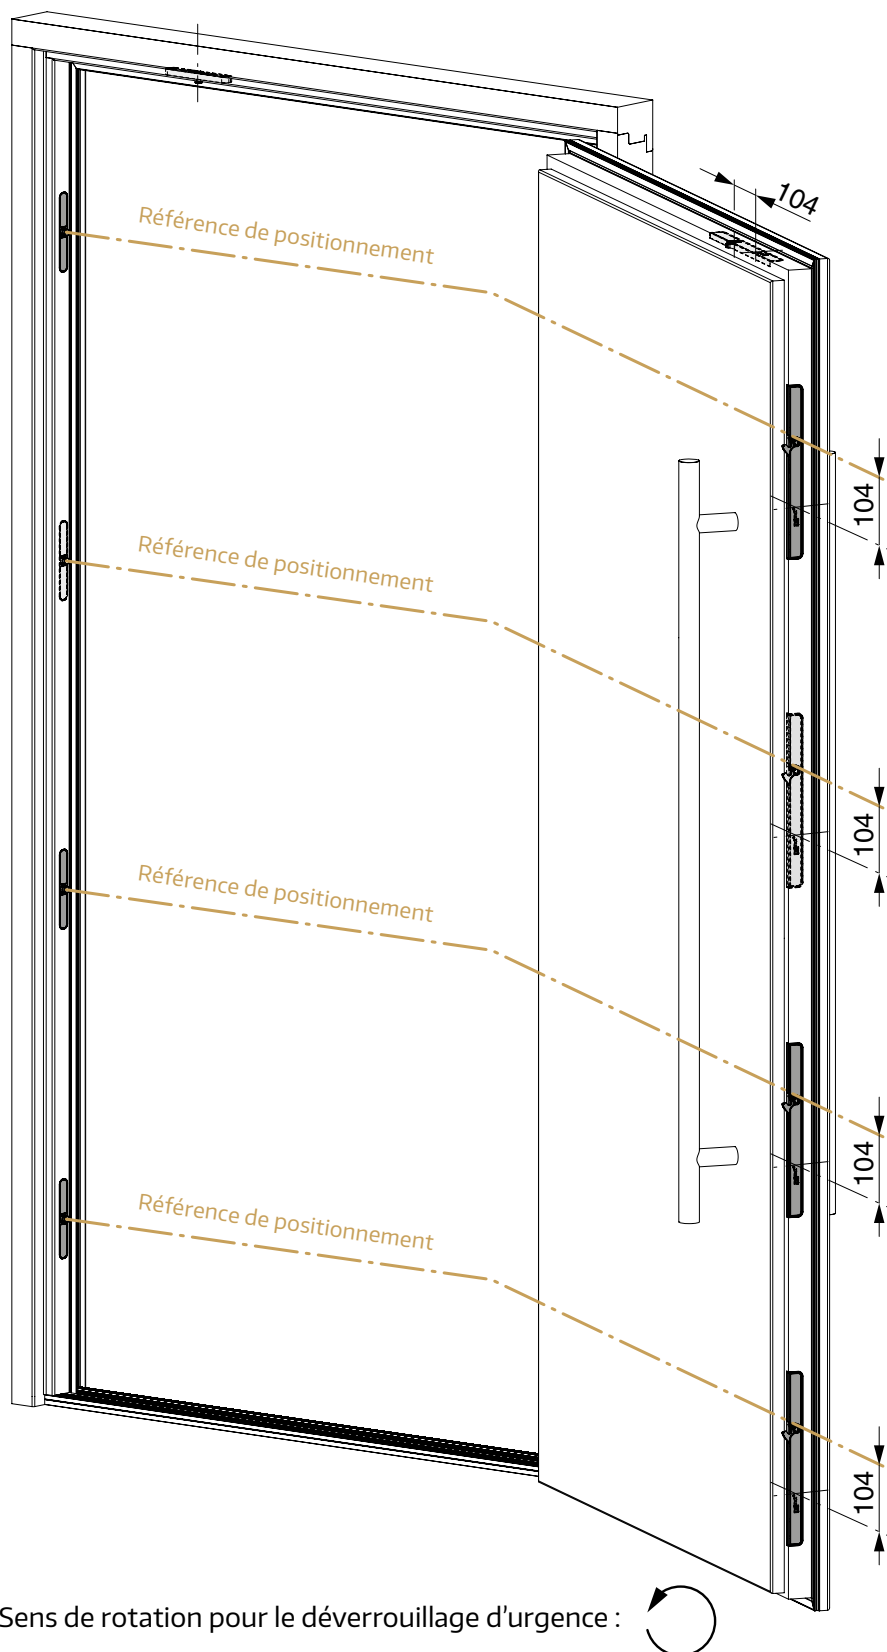 104
Référence de positionnement
104
Référence de positionnement
104
Référence de positionnement
104
Référence de positionnement
104
Sens de rotation pour le déverrouillage d'urgence :